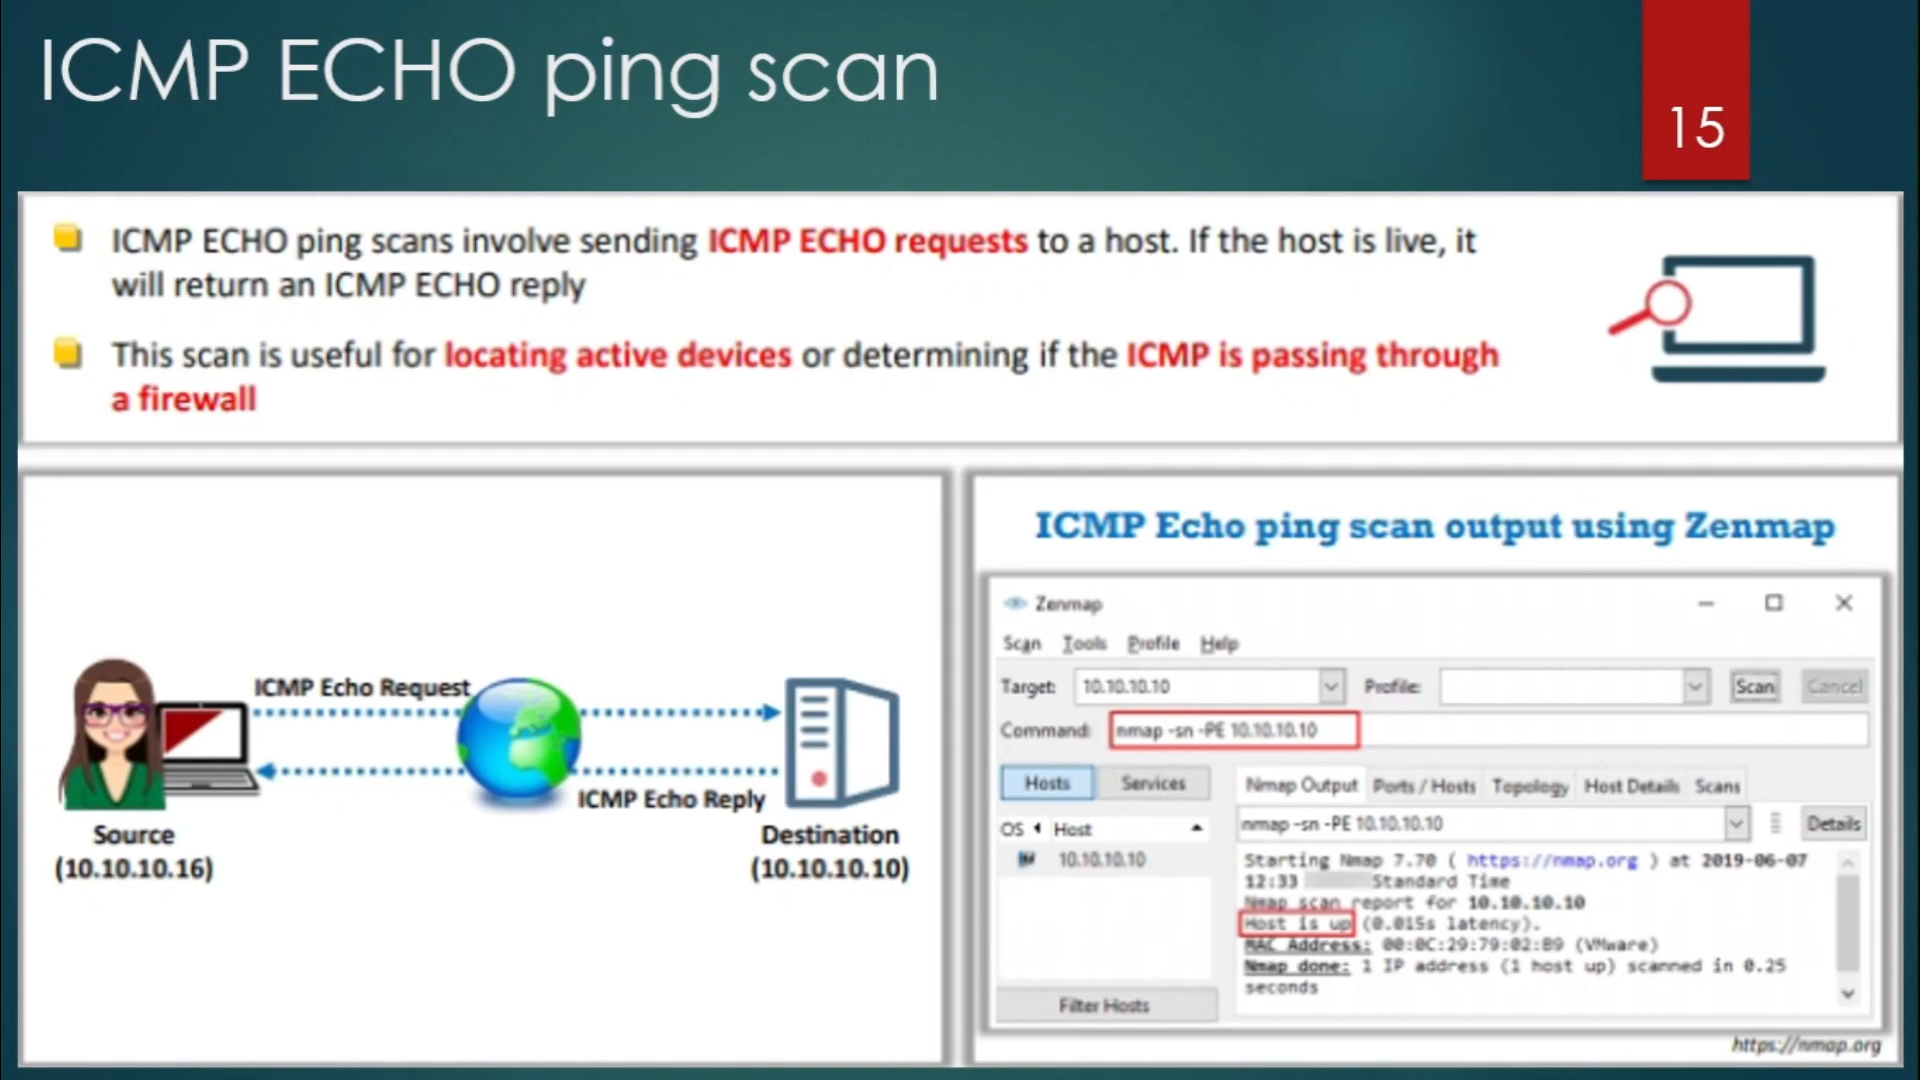 ICMP ECHO ping scan
15
ICMP ECHO ping scans involve sending ICMP ECHO requests to a host. If the host is live, it
will return an ICMP ECHO reply
This scan is useful for locating active devices or determining if the ICMP is passing through
a firewall
ICMP Echo Request
ICMP Echo Reply
Source
(10.10.10.16)
Destination
(10.10.10.10)
ICMP Echo ping scan output using Zenmap
Zenmap
Scan Tools Profile Help
Target: 10.10.10.10 Profile: Scan Cancel
Command: nmap -sn -PE 10.10.10.10
Hosts Services
Nmap Output Ports / Hosts Topology Host Details Scans
OS Host
10.10.10.10
nmap -sn -PE 10.10.10.10 Details
Starting Nmap 7.70 ( https://nmap.org ) at 2019-06-07
12:33 Standard Time
Nmap scan report for 10.10.10.10
Host is up (0.015s latency).
MAC Address: 00:0C:29:79:02:B9 (VMware)
Nmap done: 1 IP address (1 host up) scanned in 0.25
seconds
Filter Hosts
https://nmap.org